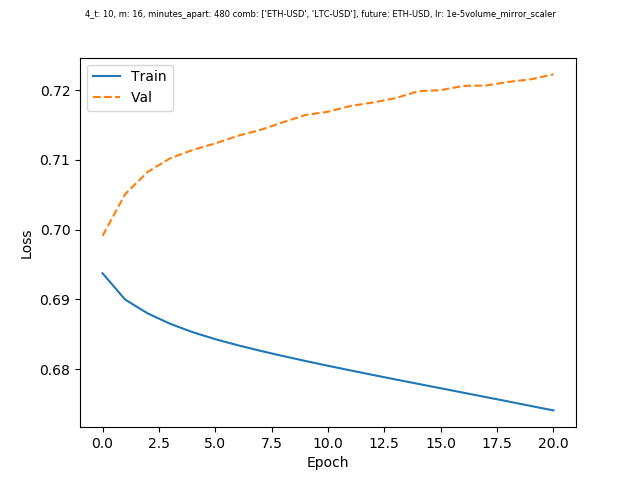 4_t: 10, m: 16, minutes_apart: 480 comb: ['ETH-USD', 'LTC-USD'], future: ETH-USD, lr: 1e-5volume_mirror_scaler
Train
Val
0.72
0.71
0.70
0.69
0.68
Loss
0.0 2.5 5.0 7.5 10.0 12.5 15.0 17.5 20.0
Epoch